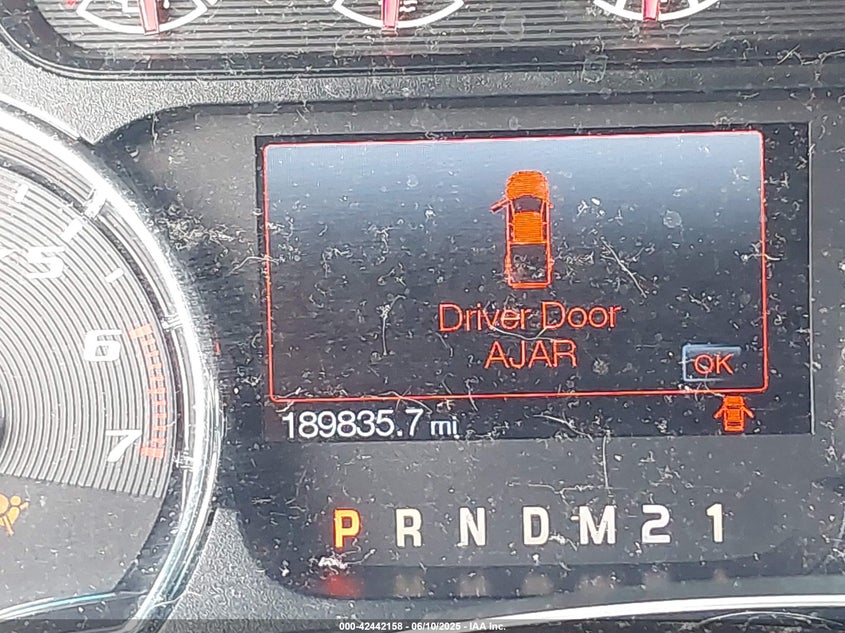 5
6
7
Driver Door
AJAR
OK
189835.7 mi
P R N D M 2 1
000-42442158 - 06/10/2025 - IAA Inc.